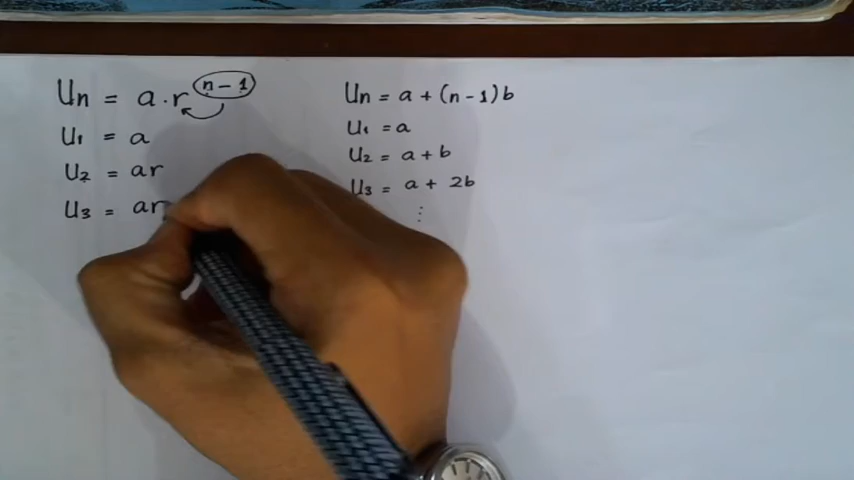 Un = a . r^n-1
U1 = a
U2 = ar
U3 = ar
Un = a + (n-1)b
U1 = a
U2 = a + b
U3 = a + 2b
⋮